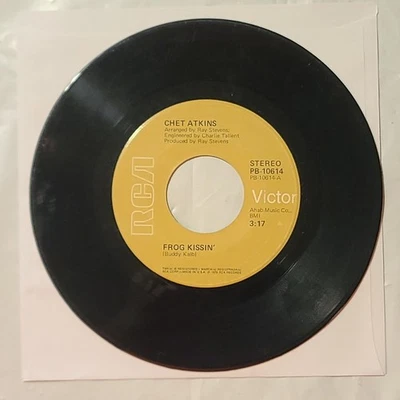 CHET ATKINS
Arranged by Ray Stevens,
Engineered by Charlie Tallent
Produced by Ray Stevens
RCA
STEREO
PB-10614
PB-10614-A
Victor
Ahab Music Co.,
BMI
3:17
FROG KISSIN'
(Buddy Kalb)